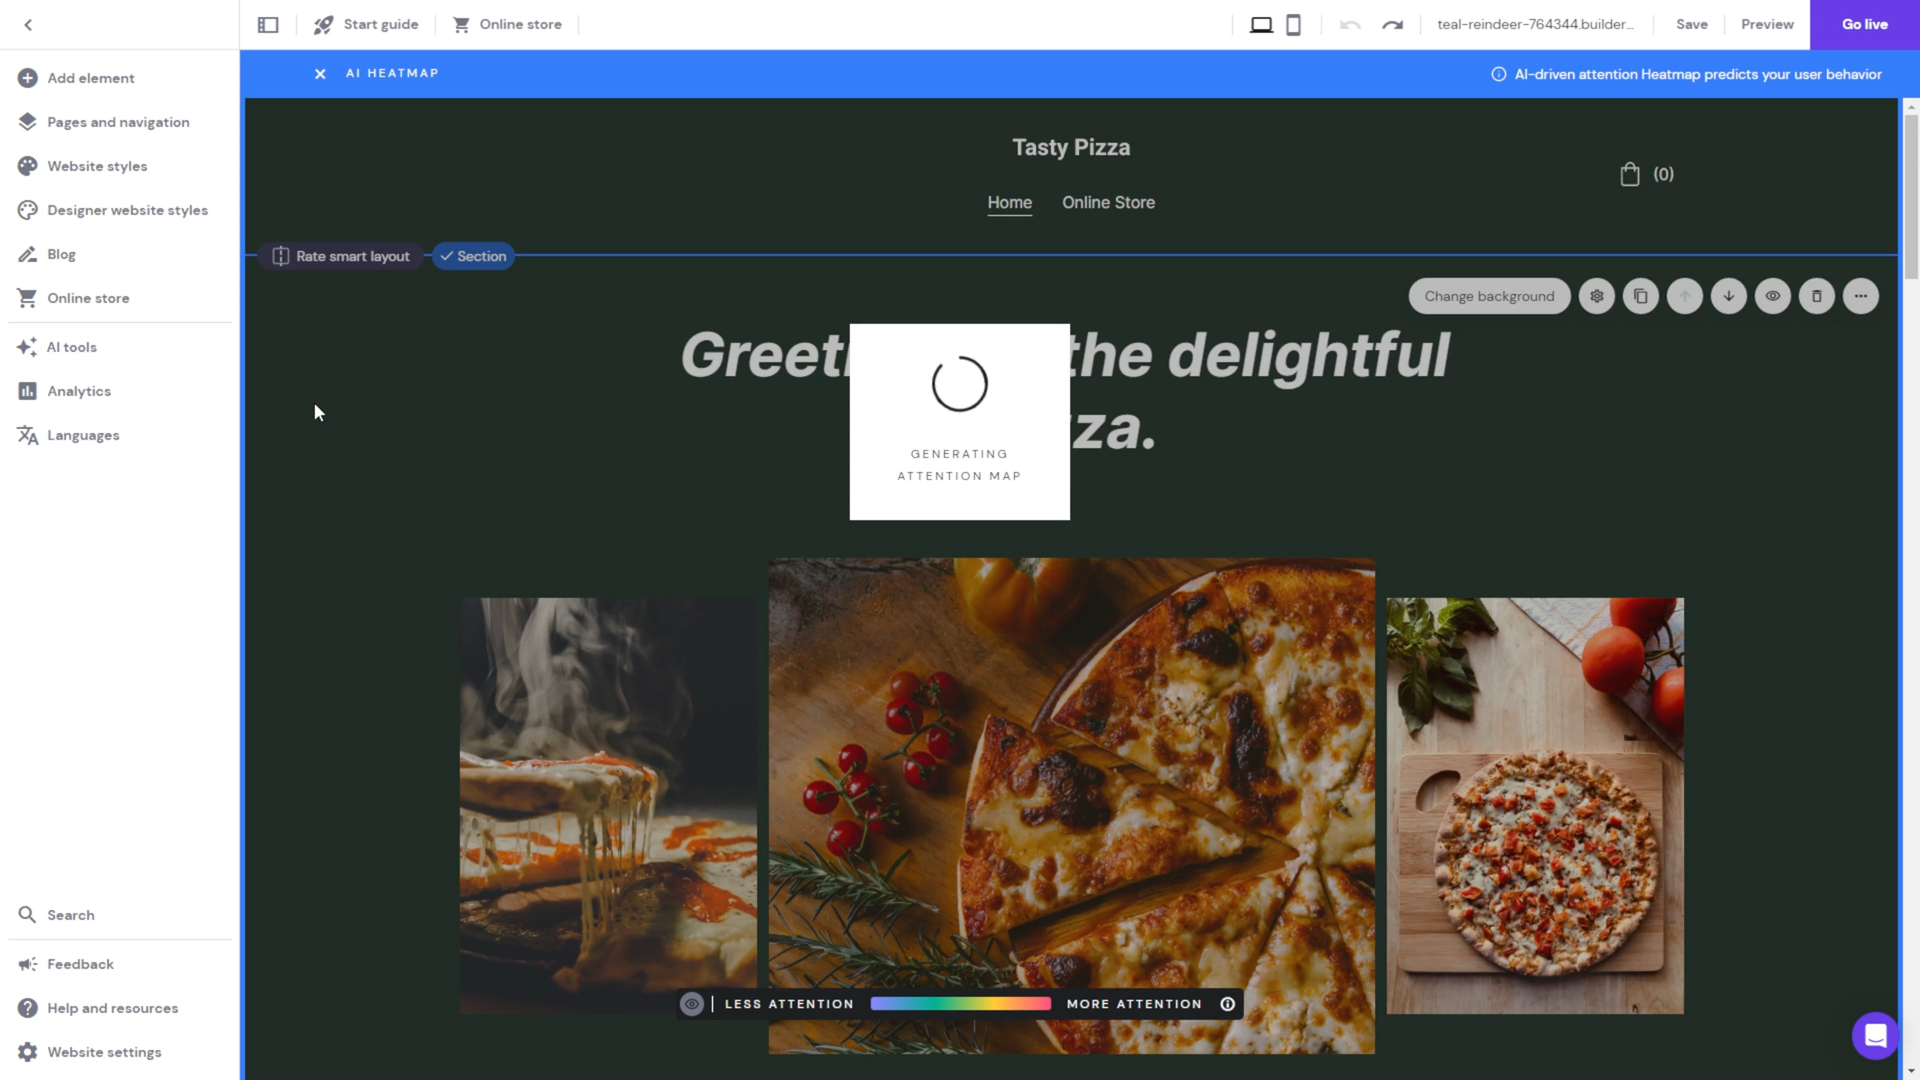 Start guide
Online store
teal-reindeer-764344.builder...
Save
Preview
Go live
Add element
Pages and navigation
Website styles
Designer website styles
Blog
Online store
AI tools
Analytics
Languages
Search
Feedback
Help and resources
Website settings
AI HEATMAP
AI-driven attention Heatmap predicts your user behavior
Tasty Pizza
(0)
Home
Online Store
Rate smart layout
Section
Change background
the delightful
GENERATING
ATTENTION MAP
LESS ATTENTION
MORE ATTENTION